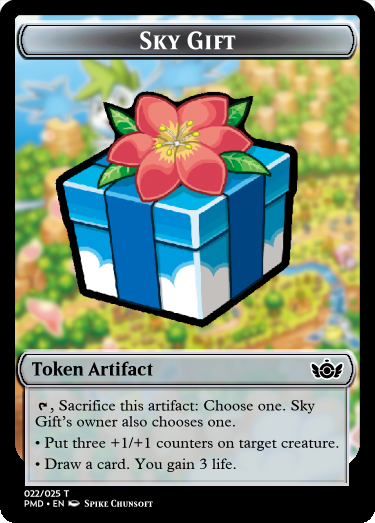 Sky Gift
Token Artifact
, Sacrifice this artifact: Choose one. Sky
Gift's owner also chooses one.
• Put three +1/+1 counters on target creature.
• Draw a card. You gain 3 life.
022/025 T
PMD • EN Spike Chunsoft